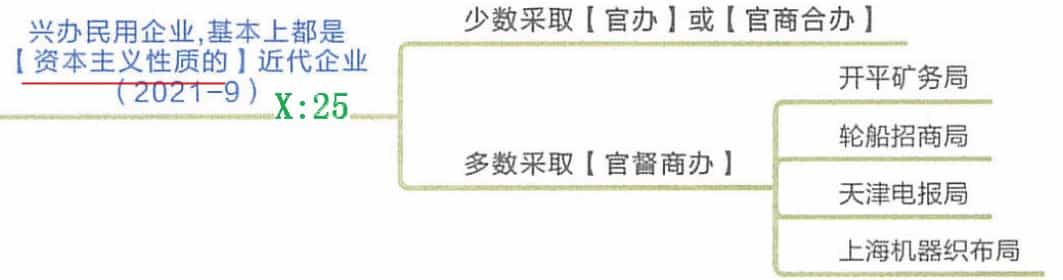 兴办民用企业,基本上都是
【资本主义性质的】近代企业
（2021-9）
X:25
少数采取【官办】或【官商合办】
多数采取【官督商办】
开平矿务局
轮船招商局
天津电报局
上海机器织布局